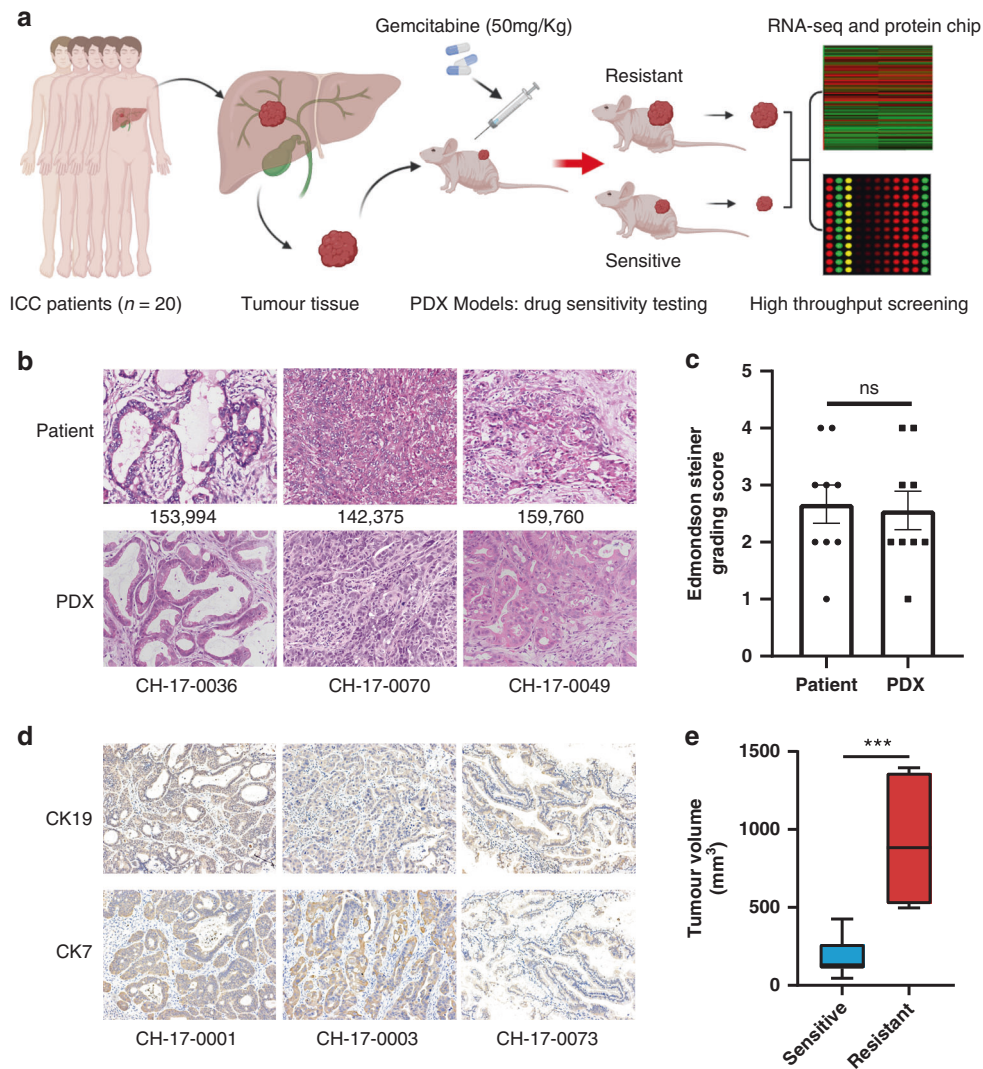 a
Gemcitabine (50mg/Kg)
RNA-seq and protein chip
Resistant
Sensitive
ICC patients (n = 20)
Tumour tissue
PDX Models: drug sensitivity testing
High throughput screening
b
Patient
153,994
142,375
159,760
PDX
CH-17-0036
CH-17-0070
CH-17-0049
c
Edmondson steiner
grading score
5
4
3
2
1
0
ns
Patient
PDX
d
CK19
CK7
CH-17-0001
CH-17-0003
CH-17-0073
e
Tumour volume
(mm³)
1500
1000
500
0
***
Sensitive
Resistant